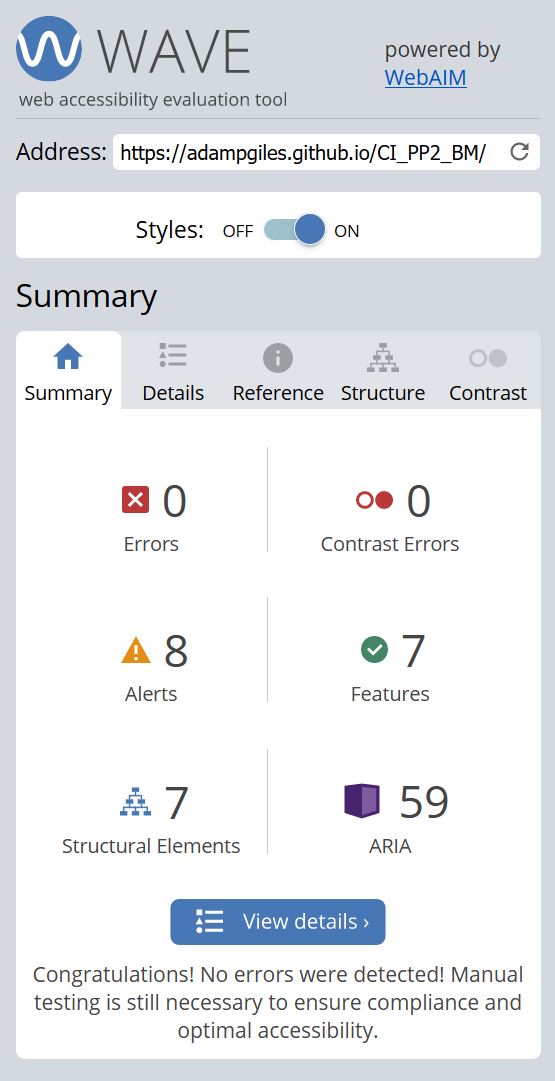 WAVE
powered by
WebAIM
web accessibility evaluation tool
Address: https://adampgiles.github.io/CI_PP2_BM/
Styles: OFF ON
Summary
Summary Details Reference Structure Contrast
0 0
Errors Contrast Errors
8 7
Alerts Features
7 59
Structural Elements ARIA
View details ›
Congratulations! No errors were detected! Manual
testing is still necessary to ensure compliance and
optimal accessibility.